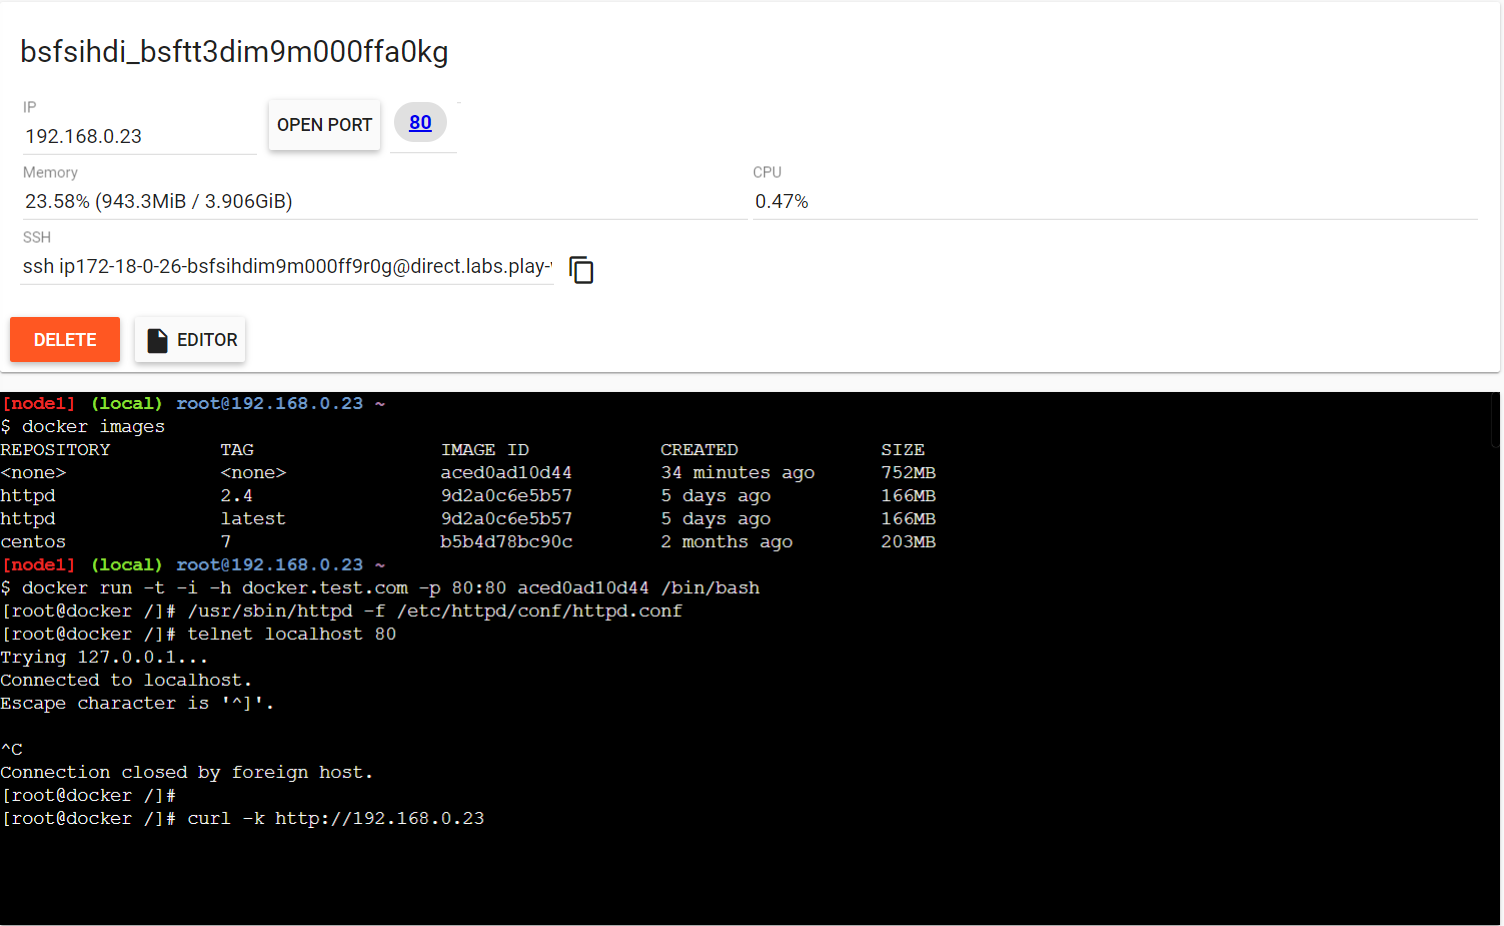 bsfsihdi_bsftt3dim9m000ffa0kg
IP
192.168.0.23
OPEN PORT
80
Memory
23.58% (943.3MiB / 3.906GiB)
CPU
0.47%
SSH
ssh ip172-18-0-26-bsfsihdim9m000ff9r0g@direct.labs.play-
DELETE
EDITOR
[node1] (local) root@192.168.0.23 ~
$ docker images
REPOSITORY TAG IMAGE ID CREATED SIZE
<none> <none> aced0ad10d44 34 minutes ago 752MB
httpd 2.4 9d2a0c6e5b57 5 days ago 166MB
httpd latest 9d2a0c6e5b57 5 days ago 166MB
centos 7 b5b4d78bc90c 2 months ago 203MB
[node1] (local) root@192.168.0.23 ~
$ docker run -t -i -h docker.test.com -p 80:80 aced0ad10d44 /bin/bash
[root@docker /]# /usr/sbin/httpd -f /etc/httpd/conf/httpd.conf
[root@docker /]# telnet localhost 80
Trying 127.0.0.1...
Connected to localhost.
Escape character is '^]'.
^C
Connection closed by foreign host.
[root@docker /]#
[root@docker /]# curl -k http://192.168.0.23